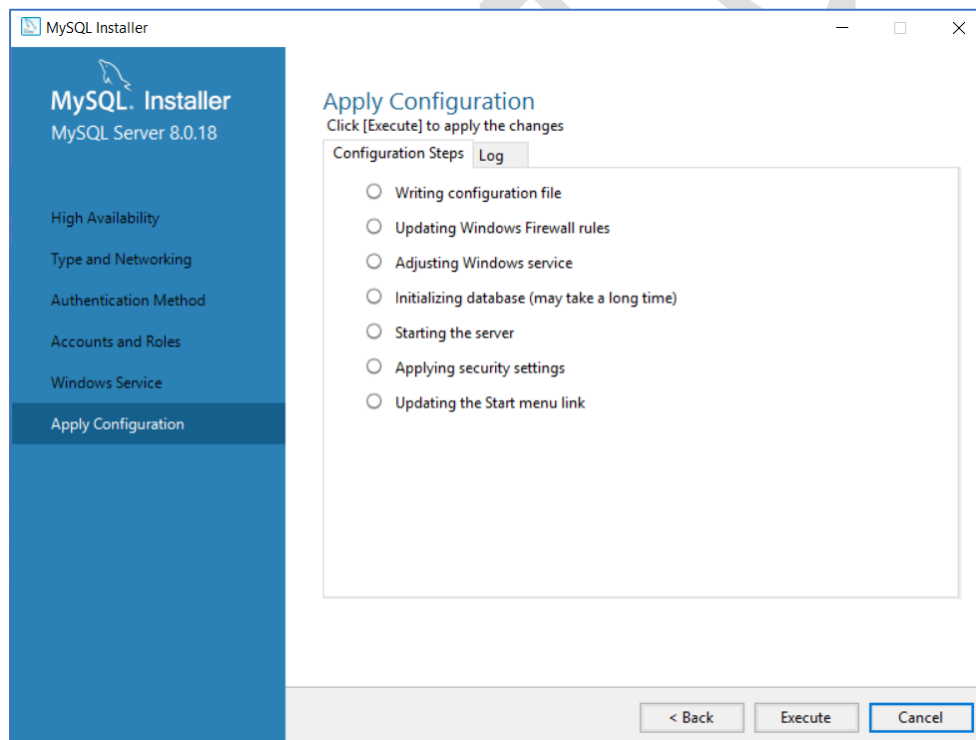 MySQL Installer
MySQL. Installer
MySQL Server 8.0.18
High Availability
Type and Networking
Authentication Method
Accounts and Roles
Windows Service
Apply Configuration
Apply Configuration
Click [Execute] to apply the changes
Configuration Steps Log
Writing configuration file
Updating Windows Firewall rules
Adjusting Windows service
Initializing database (may take a long time)
Starting the server
Applying security settings
Updating the Start menu link
< Back Execute Cancel